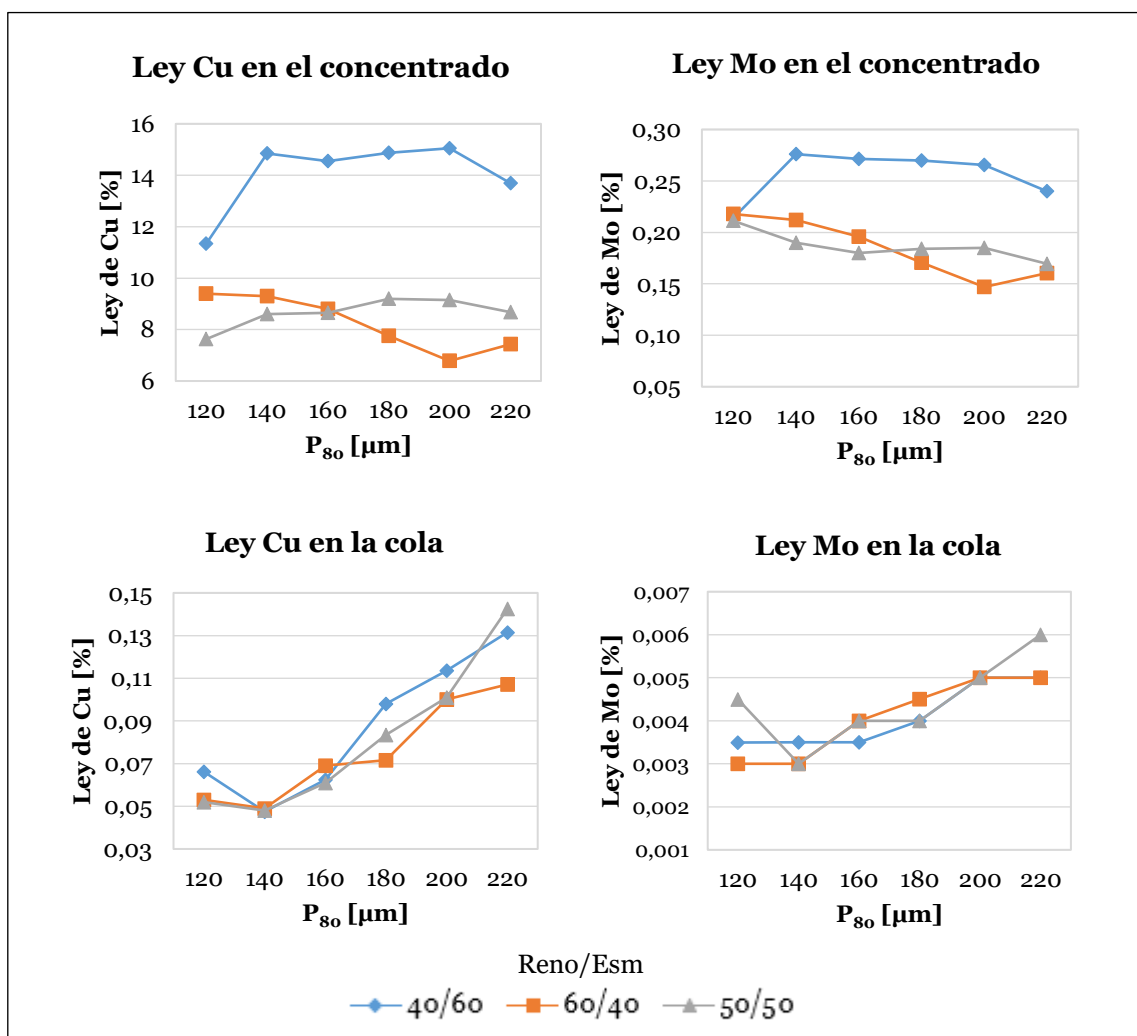 Ley Cu en el concentrado
Ley de Cu [%]
16
14
12
10
8
6
120 140 160 180 200 220
P80 [µm]
Ley Mo en el concentrado
Ley de Mo [%]
0,30
0,25
0,20
0,15
0,10
0,05
120 140 160 180 200 220
P80 [µm]
Ley Cu en la cola
Ley de Cu [%]
0,15
0,13
0,11
0,09
0,07
0,05
0,03
120 140 160 180 200 220
P80 [µm]
Ley Mo en la cola
Ley de Mo [%]
0,007
0,006
0,005
0,004
0,003
0,002
0,001
120 140 160 180 200 220
P80 [µm]
Reno/Esm
40/60 60/40 50/50